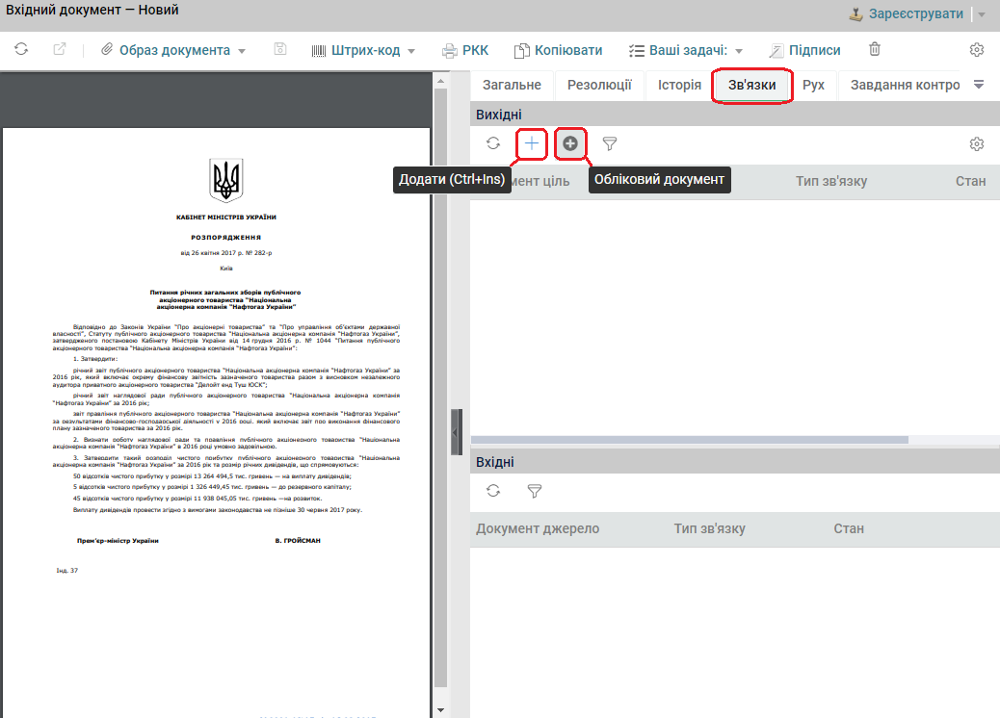 Вхідний документ — Новий
Зареєструвати
Образ документа
Штрих-код
РКК
Копіювати
Ваші задачі:
Підписи
Загальне
Резолюції
Історія
Зв'язки
Рух
Завдання контро
Вихідні
Додати (Ctrl+Ins)
Обліковий документ
мент ціль
Тип зв'язку
Стан
Вхідні
Документ джерело
Тип зв'язку
Стан
КАБІНЕТ МІНІСТРІВ УКРАЇНИ
РОЗПОРЯДЖЕННЯ
від 26 квітня 2017 р. № 282-р
Київ
Питання річних загальних зборів публічного
акціонерного товариства "Національна
акціонерна компанія "Нафтогаз України"
Відповідно до Законів України "Про акціонерні товариства" та "Про управління об'єктами державної
власності", Статуту публічного акціонерного товариства "Національна акціонерна компанія "Нафтогаз України",
затвердженого постановою Кабінету Міністрів України від 14 грудня 2016 р. № 1044 "Питання публічного
акціонерного товариства "Національна акціонерна компанія "Нафтогаз України":
1. Затвердити:
річний звіт публічного акціонерного товариства "Національна акціонерна компанія "Нафтогаз України" за
2016 рік, який включає окрему фінансову звітність зазначеного товариства разом з висновком незалежного
аудитора приватного акціонерного товариства "Делойт енд Туш ЮСК";
річний звіт наглядової ради публічного акціонерного товариства "Національна акціонерна компанія
"Нафтогаз України" за 2016 рік;
звіт правління публічного акціонерного товариства "Національна акціонерна компанія "Нафтогаз України"
за результатами фінансово-господарської діяльності у 2016 році, який включає звіт про виконання фінансового
плану зазначеного товариства за 2016 рік.
2. Визнати роботу наглядової ради та правління публічного акціонерного товариства "Національна
акціонерна компанія "Нафтогаз України" в 2016 році умовно задовільною.
3. Затвердити такий розподіл чистого прибутку публічного акціонерного товариства "Національна
акціонерна компанія "Нафтогаз України" за 2016 рік та розмір річних дивідендів, що спрямовуються:
50 відсотків чистого прибутку у розмірі 13 264 494,5 тис. гривень — на виплату дивідендів;
5 відсотків чистого прибутку у розмірі 1 326 449,45 тис. гривень — до резервного капіталу;
45 відсотків чистого прибутку у розмірі 11 938 045,05 тис. гривень —на розвиток.
Виплату дивідендів провести згідно з вимогами законодавства не пізніше 30 червня 2017 року.
Прем'єр-міністр України
В. ГРОЙСМАН
Інд. 37